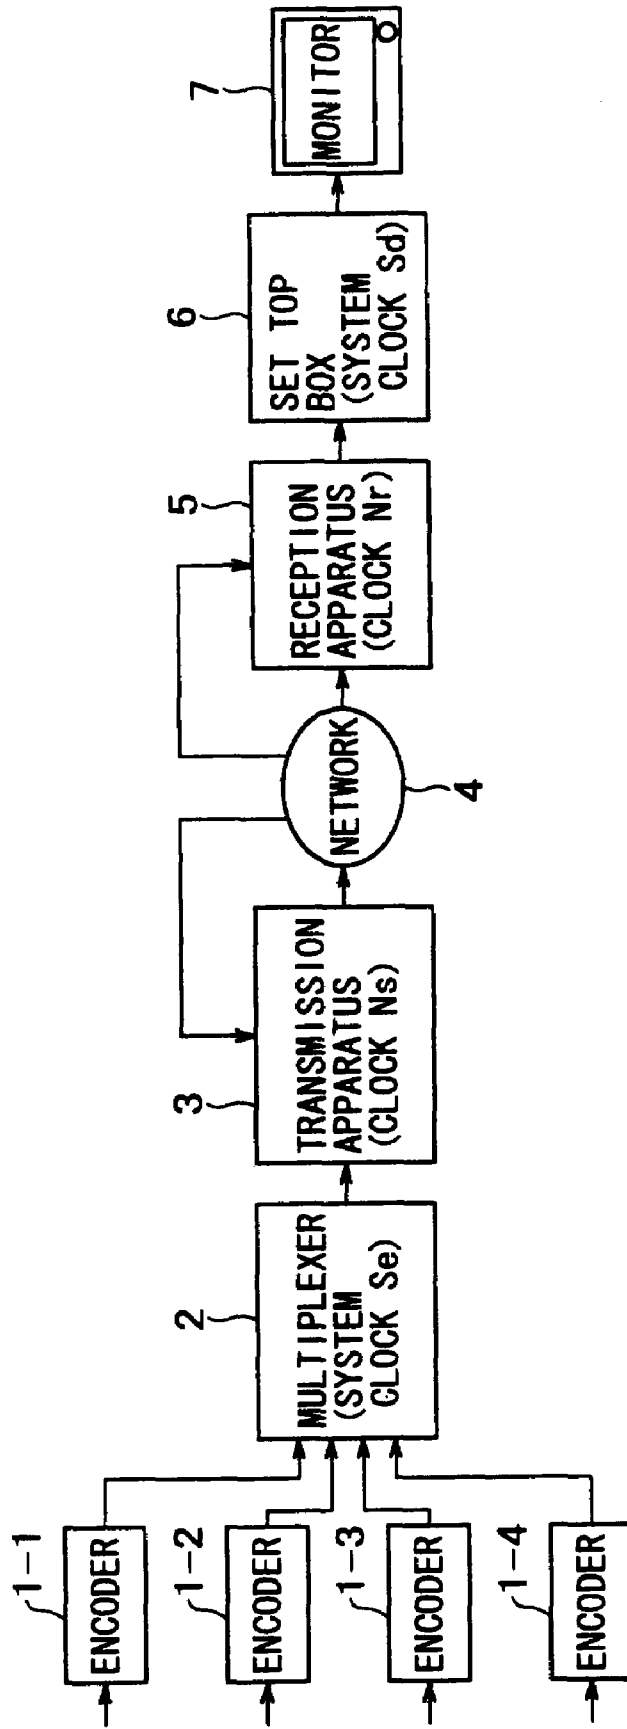 1-1
ENCODER
1-2
ENCODER
1-3
ENCODER
1-4
ENCODER
2
MULTIPLEXER
(SYSTEM
CLOCK Se)
3
TRANSMISSION
APPARATUS
(CLOCK Ns)
NETWORK
4
5
RECEPTION
APPARATUS
(CLOCK Nr)
6
SET TOP
BOX
(SYSTEM
CLOCK Sd)
7
MONITOR